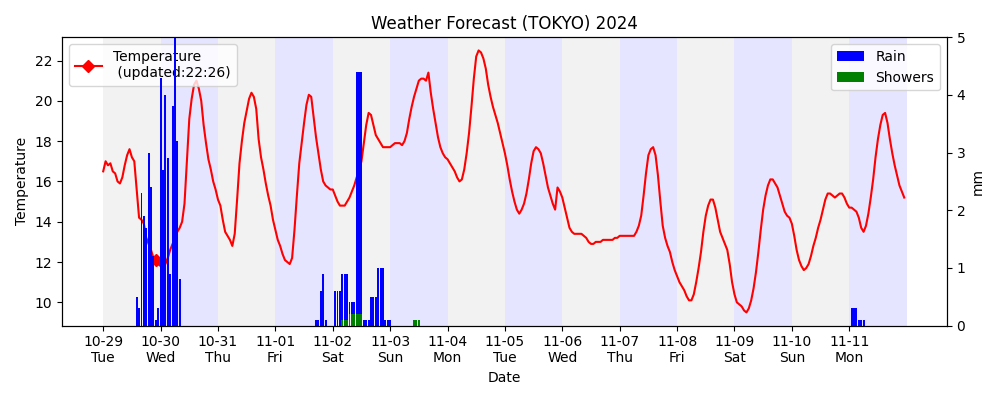 Weather Forecast (TOKYO) 2024
Temperature
(updated:22:26)
Rain
Showers
Temperature
22
20
18
16
14
12
10
5
4
3
2
1
0
mm
10-29 10-30 10-31 11-01 11-02 11-03 11-04 11-05 11-06 11-07 11-08 11-09 11-10 11-11
Tue Wed Thu Fri Sat Sun Mon Tue Wed Thu Fri Sat Sun Mon
Date